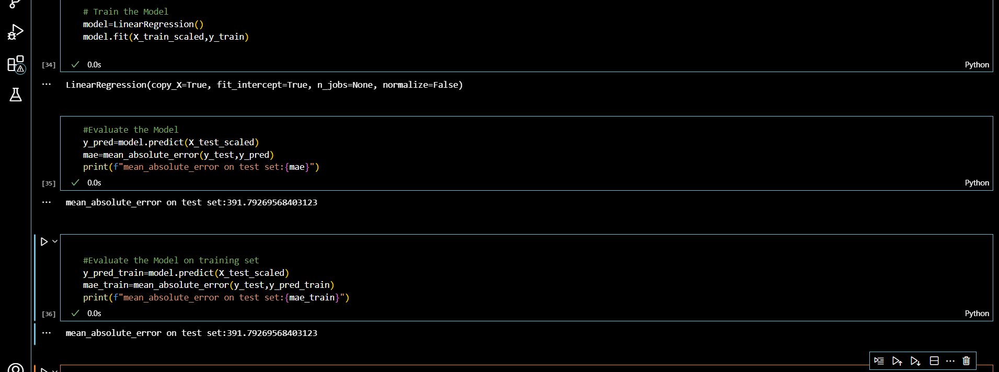 # Train the Model
model=LinearRegression()
model.fit(X_train_scaled,y_train)
[34]
0.0s
Python
LinearRegression(copy_X=True, fit_intercept=True, n_jobs=None, normalize=False)
#Evaluate the Model
y_pred=model.predict(X_test_scaled)
mae=mean_absolute_error(y_test,y_pred)
print(f"mean_absolute_error on test set:{mae}")
[35]
0.0s
Python
mean_absolute_error on test set:391.79269568403123
#Evaluate the Model on training set
y_pred_train=model.predict(X_test_scaled)
mae_train=mean_absolute_error(y_test,y_pred_train)
print(f"mean_absolute_error on test set:{mae_train}")
[36]
0.0s
Python
mean_absolute_error on test set:391.79269568403123